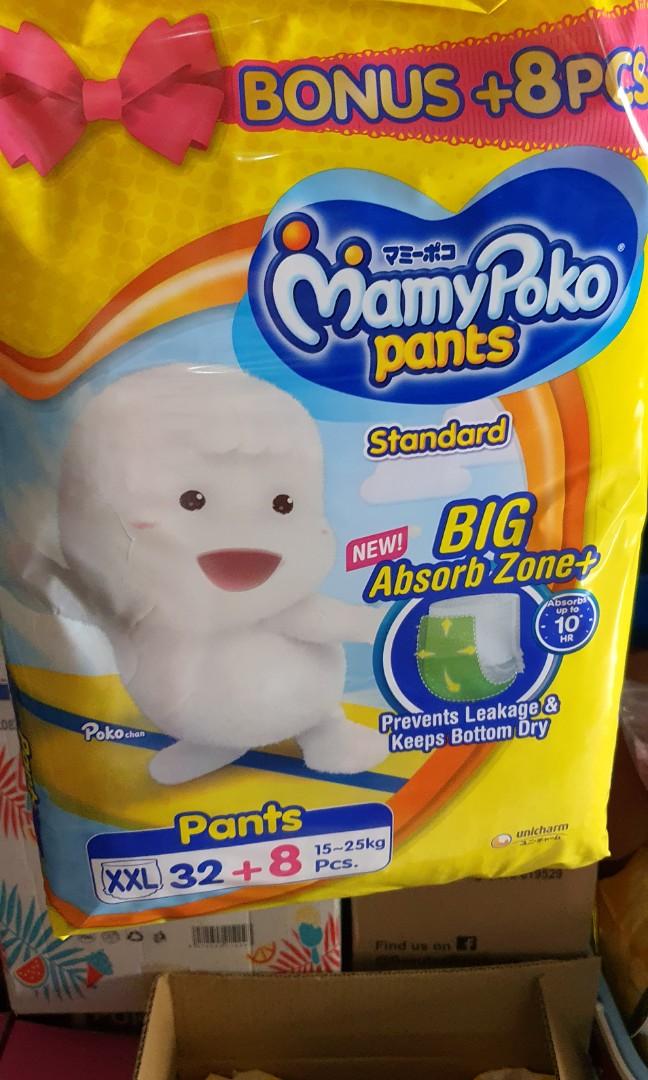 BONUS +8PCS
マミーポコ
MamyPoko®
pants
Standard
NEW!
BIG
Absorb Zone+
Absorbs
up to
10
HR
Prevents Leakage &
Keeps Bottom Dry
Poko chan
Pants
XXL 32+8 15~25kg
Pcs.
unicharm
ユニ・チャーム
Find us on